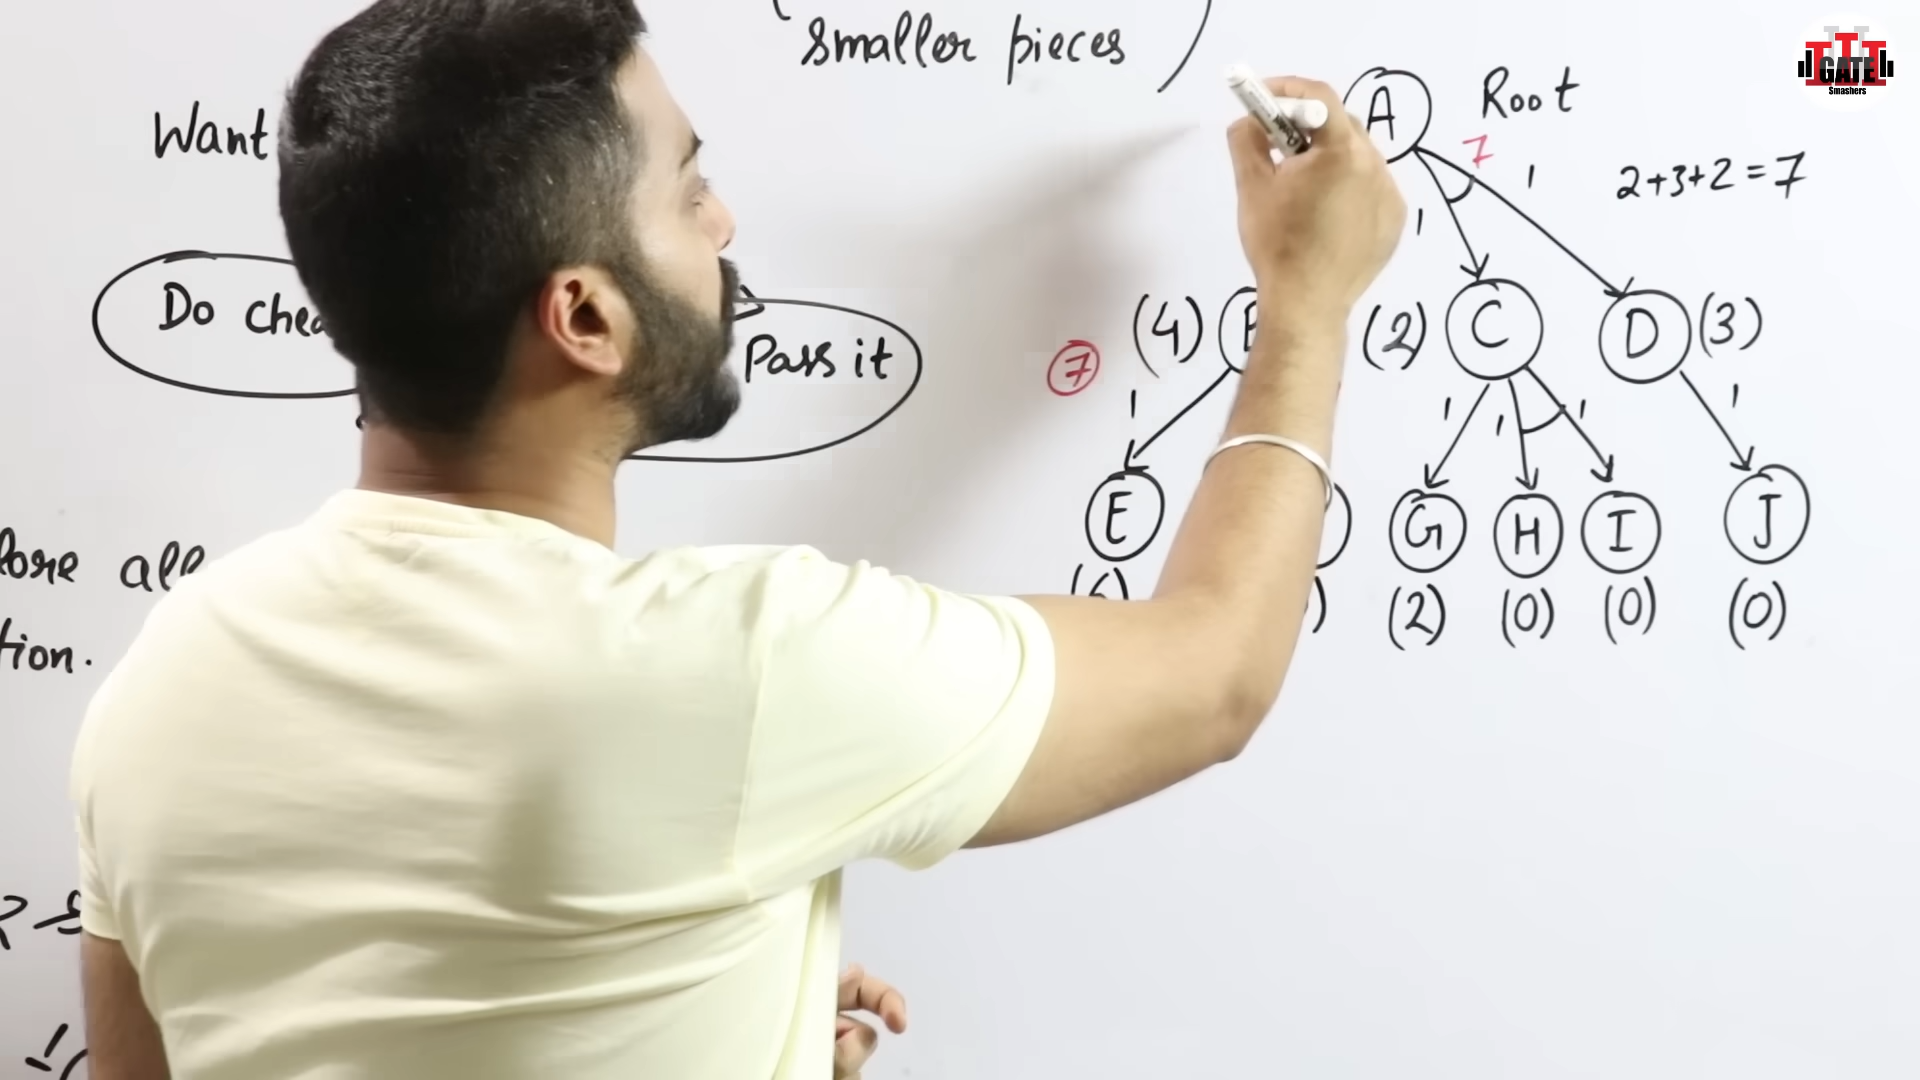 smaller pieces
Want
A Root
7
1
1
2+3+2=7
Do
Pass it
(4) (2) C D (3)
7
1 1 1 1 1
E G H I J
(2) (0) (0) (0)
all
tion.
GATE
Smashers